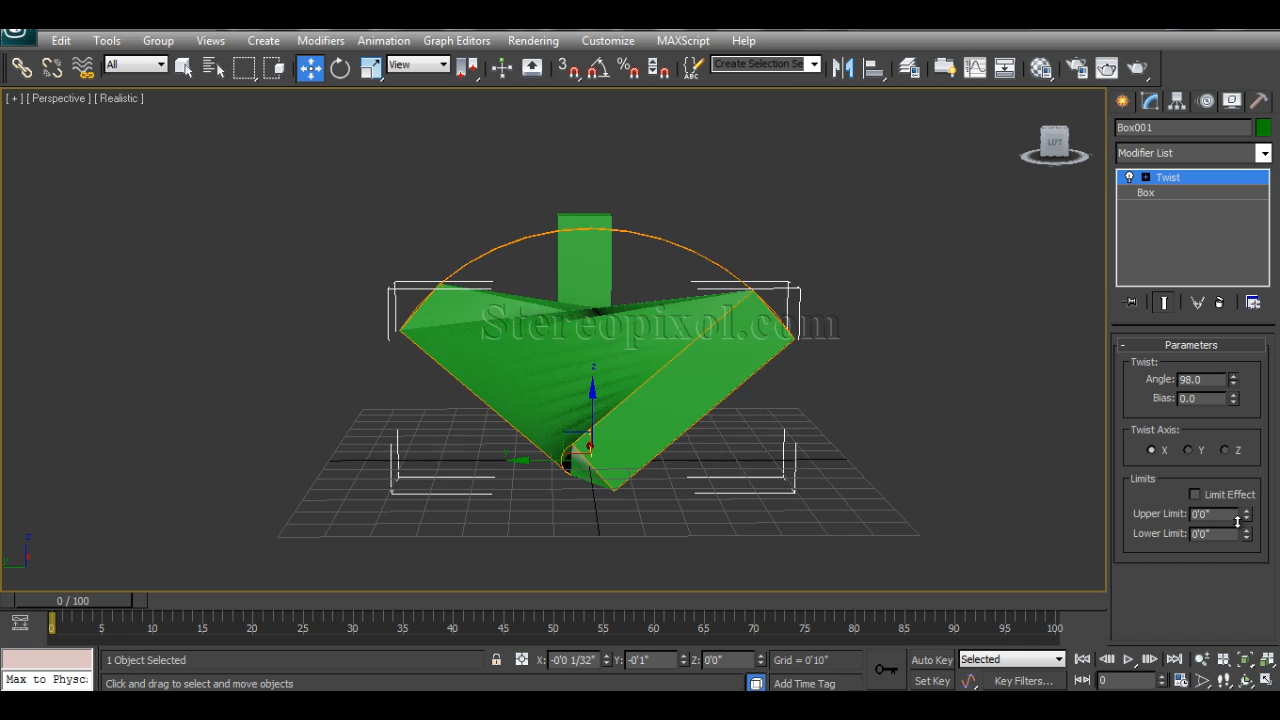 Edit Tools Group Views Create Modifiers Animation Graph Editors Rendering Customize MAXScript Help
All View Create Selection Se
[ + ] [ Perspective ] [ Realistic ]
LEFT
Box001
Modifier List
Twist
Box
Stereopixol.com
z
y
Parameters
Twist:
Angle: 98.0
Bias: 0.0
Twist Axis:
X Y Z
Limits
Limit Effect
Upper Limit: 0'0"
Lower Limit: 0'0"
z
y
0 / 100
0 5 10 15 20 25 30 35 40 45 50 55 60 65 70 75 80 85 90 95 100
1 Object Selected X: -0'0 1/32" Y: -0'1" Z: 0'0" Grid = 0'10" Auto Key Selected
Max to Physc: Click and drag to select and move objects Add Time Tag Set Key Key Filters... 0